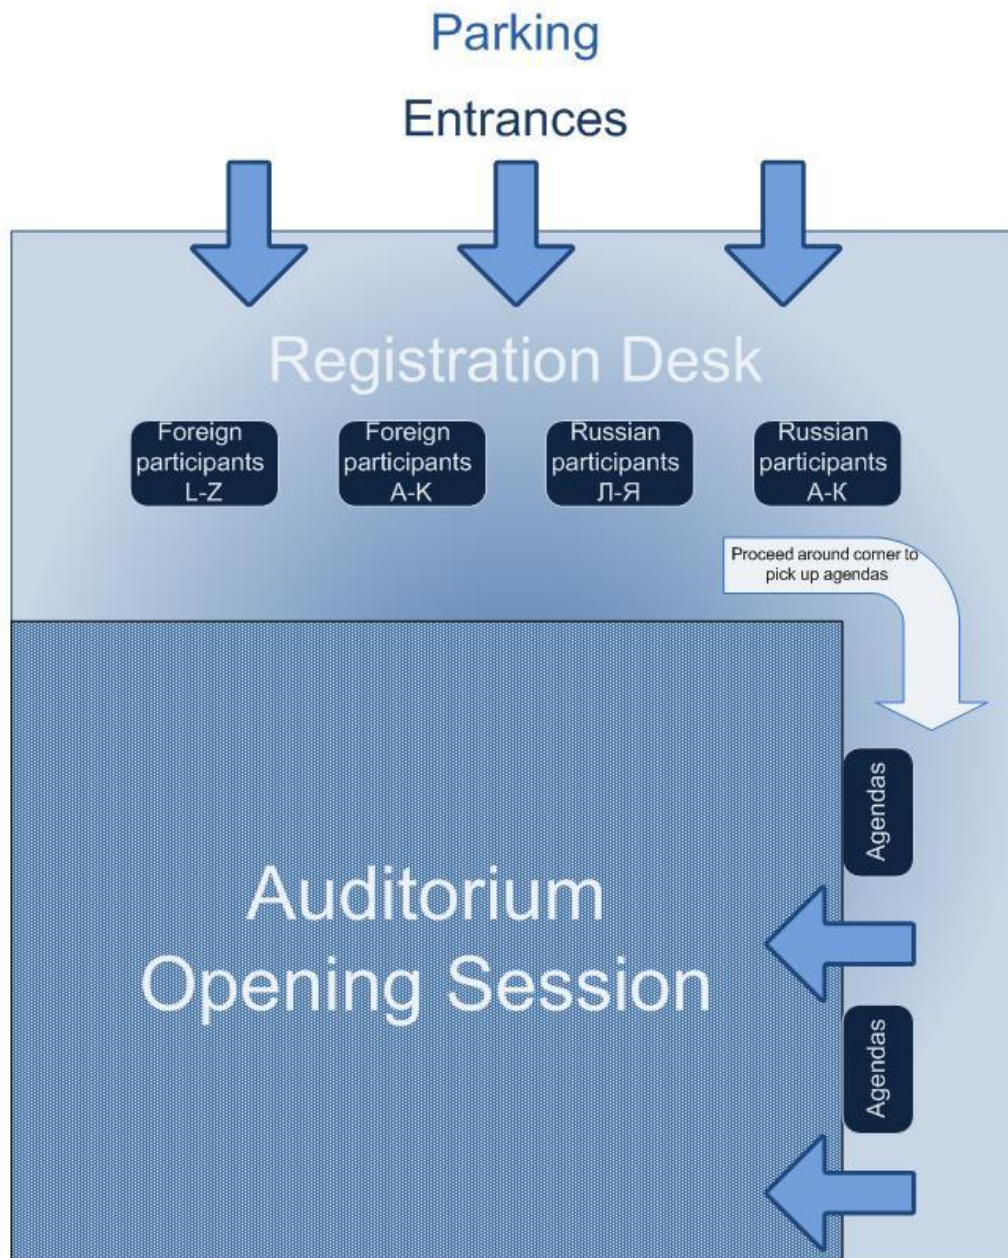 Parking
Entrances
Registration Desk
Foreign
participants
L-Z
Foreign
participants
A-K
Russian
participants
Л-Я
Russian
participants
А-К
Proceed around corner to
pick up agendas
Agendas
Auditorium
Opening Session
Agendas